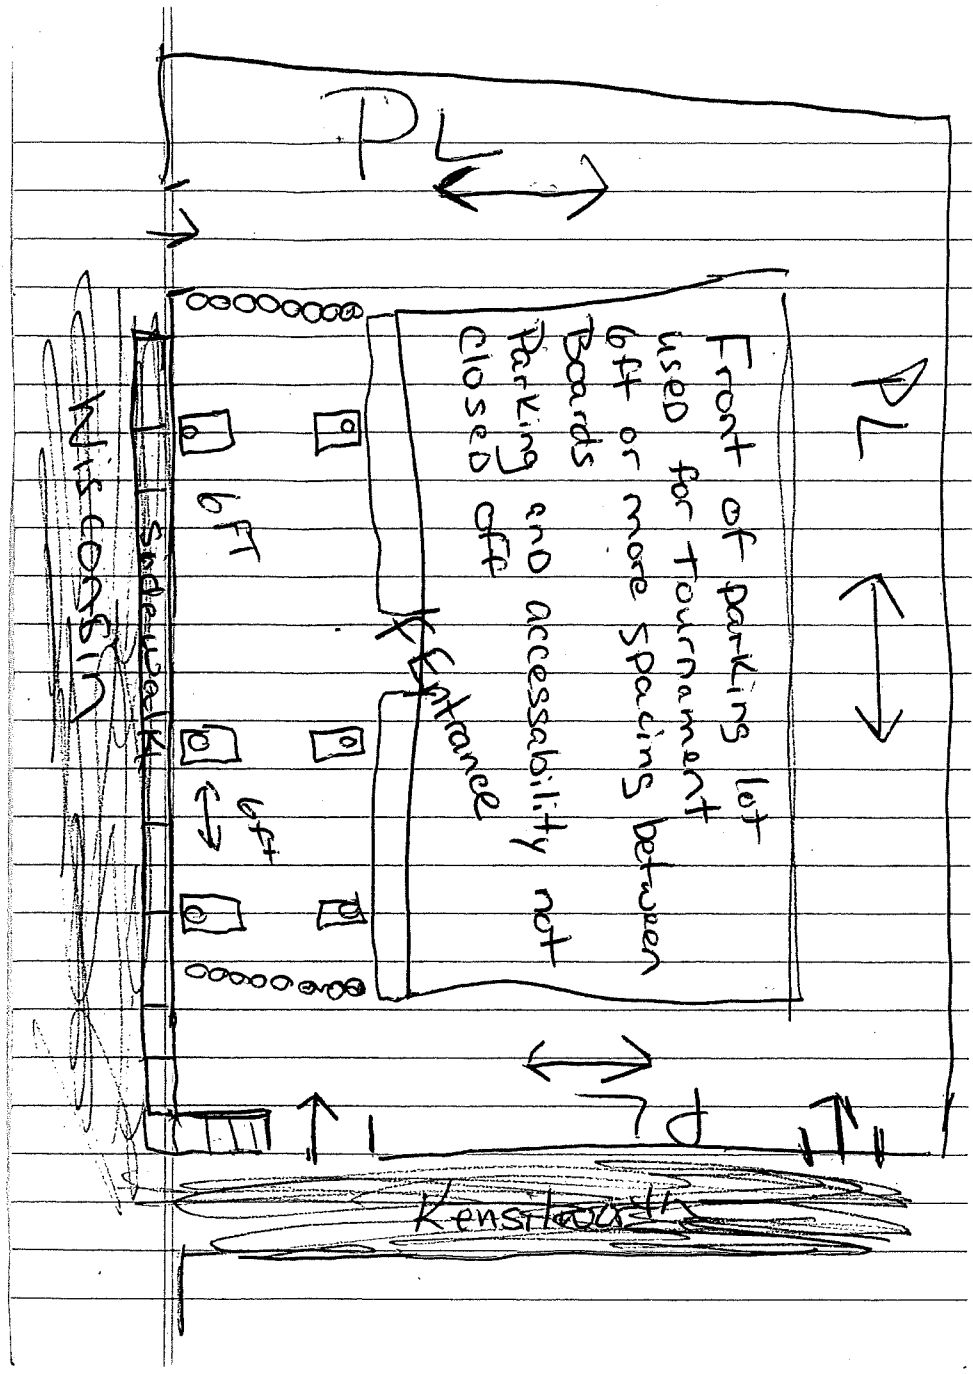 PL
PL
Front of parking lot
used for Tournament
6ft or more spacing between
Boards
Parking and accessability not
closed off
Entrance
6FT
6ft
Sidewalk
Wisconsin
PL